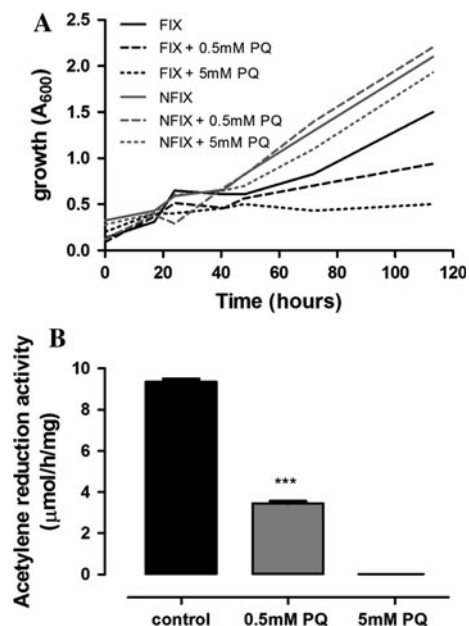 A
FIX
FIX + 0.5mM PQ
FIX + 5mM PQ
NFIX
NFIX + 0.5mM PQ
NFIX + 5mM PQ
growth (A600)
2.5
2.0
1.5
1.0
0.5
0.0
0 20 40 60 80 100 120
Time (hours)
B
Acetylene reduction activity
(μmol/h/mg)
10
8
6
4
2
0
***
control 0.5mM PQ 5mM PQ